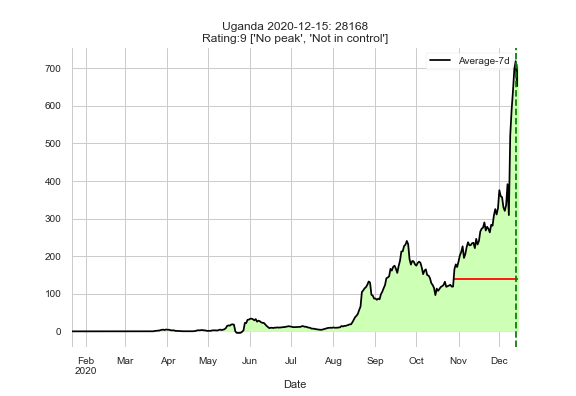 Uganda 2020-12-15: 28168
Rating:9 ['No peak', 'Not in control']
Average-7d
700
600
500
400
300
200
100
0
Feb Mar Apr May Jun Jul Aug Sep Oct Nov Dec
2020
Date